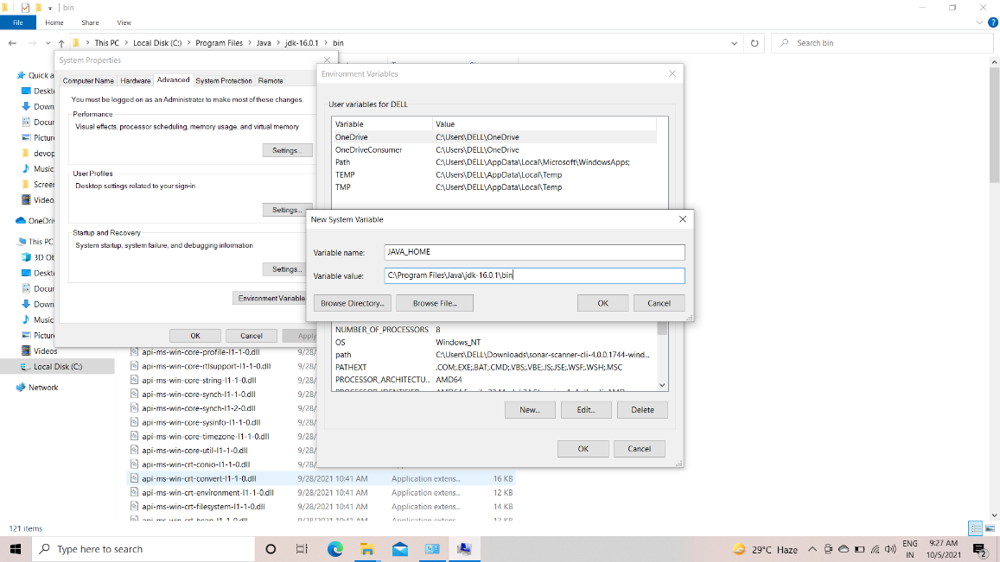 bin
File Home Share View
This PC Local Disk (C:) Program Files Java jdk-16.0.1 bin
Search bin
System Properties
Computer Name Hardware Advanced System Protection Remote
You must be logged on as an Administrator to make most of these changes.
Performance
Visual effects, processor scheduling, memory usage, and virtual memory
Settings...
User Profiles
Desktop settings related to your sign-in
Settings...
Startup and Recovery
System startup, system failure, and debugging information
Settings...
Environment Variable
OK Cancel Apply
Quick a
Deskt
Down
Docur
Picture
devop
Music
Screer
Video
OneDriv
This PC
3D Ob
Deskt
Docur
Down
Music
Pictur
Videos
Local Disk (C:)
Network
Environment Variables
User variables for DELL
Variable Value
OneDrive C:\Users\DELL\OneDrive
OneDriveConsumer C:\Users\DELL\OneDrive
Path C:\Users\DELL\AppData\Local\Microsoft\WindowsApps;
TEMP C:\Users\DELL\AppData\Local\Temp
TMP C:\Users\DELL\AppData\Local\Temp
New System Variable
Variable name: JAVA_HOME
Variable value: C:\Program Files\Java\jdk-16.0.1\bin
Browse Directory... Browse File... OK Cancel
NUMBER_OF_PROCESSORS 8
OS Windows_NT
path C:\Users\DELL\Downloads\sonar-scanner-cli-4.0.0.1744-wind...
PATHEXT .COM;.EXE;.BAT;.CMD;.VBS;.VBE;.JS;.JSE;.WSF;.WSH;.MSC
PROCESSOR_ARCHITECTU... AMD64
New... Edit... Delete
OK Cancel
api-ms-win-core-profile-l1-1-0.dll 9/28/
api-ms-win-core-rtlsupport-l1-1-0.dll 9/28/
api-ms-win-core-string-l1-1-0.dll 9/28/
api-ms-win-core-synch-l1-1-0.dll 9/28/
api-ms-win-core-synch-l1-2-0.dll 9/28/
api-ms-win-core-sysinfo-l1-1-0.dll 9/28/
api-ms-win-core-timezone-l1-1-0.dll 9/28/
api-ms-win-core-util-l1-1-0.dll 9/28/
api-ms-win-crt-conio-l1-1-0.dll 9/28/
api-ms-win-crt-convert-l1-1-0.dll 9/28/2021 10:41 AM Application extens... 16 KB
api-ms-win-crt-environment-l1-1-0.dll 9/28/2021 10:41 AM Application extens... 12 KB
api-ms-win-crt-filesystem-l1-1-0.dll 9/28/2021 10:41 AM Application extens... 14 KB
121 items
Type here to search
29°C Haze
ENG
IN
9:27 AM
10/5/2021
2